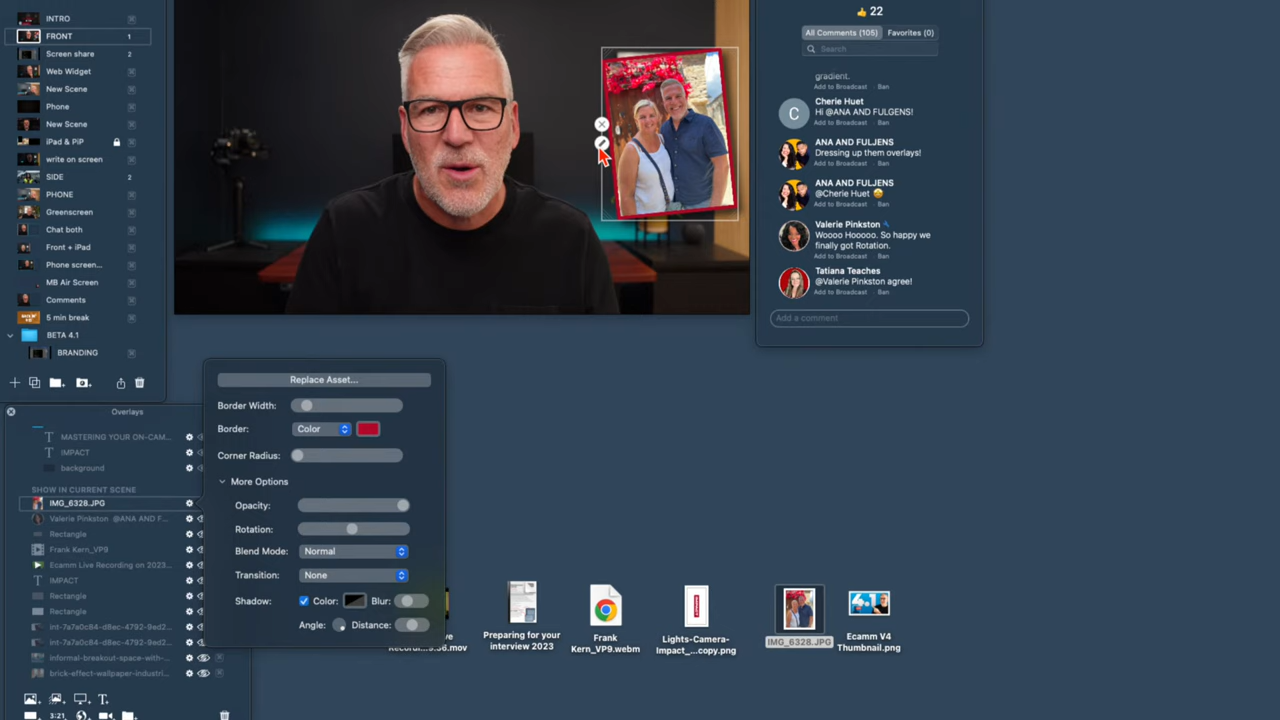 INTRO
FRONT 1
Screen share 2
Web Widget
New Scene
Phone
New Scene
iPad & PiP
write on screen
SIDE 2
PHONE
Greenscreen
Chat both
Front + iPad
Phone screen...
MB Air Screen
Comments
5 min break
BETA 4.1
BRANDING
22
All Comments (105) Favorites (0)
Search
gradient.
Add to Broadcast · Ban
C
Cherie Huet
Hi @ANA AND FULGENS!
Add to Broadcast · Ban
ANA AND FULJENS
Dressing up them overlays!
Add to Broadcast · Ban
ANA AND FULJENS
@Cherie Huet 🤩
Add to Broadcast · Ban
Valerie Pinkston
Woooo Hooooo. So happy we
finally got Rotation.
Add to Broadcast · Ban
Tatiana Teaches
@Valerie Pinkston agree!
Add to Broadcast · Ban
Add a comment
Overlays
MASTERING YOUR ON-CAM...
IMPACT
background
SHOW IN CURRENT SCENE
IMG_6328.JPG
Valerie Pinkston @ANA AND F...
Rectangle
Frank Kern_VP9
Ecamm Live Recording on 2023...
IMPACT
Rectangle
Rectangle
int-7a7a0c84-d8ec-4792-9ed2...
int-7a7a0c84-d8ec-4792-9ed2...
informal-breakout-space-with-...
brick-effect-wallpaper-industri...
3:21
Replace Asset...
Border Width:
Border: Color
Corner Radius:
More Options
Opacity:
Rotation:
Blend Mode: Normal
Transition: None
Shadow: Color: Blur:
Angle: Distance:
Preparing for your
interview 2023
Frank
Kern_VP9.webm
Lights-Camera-
Impact_...copy.png
IMG_6328.JPG
Ecamm V4
Thumbnail.png